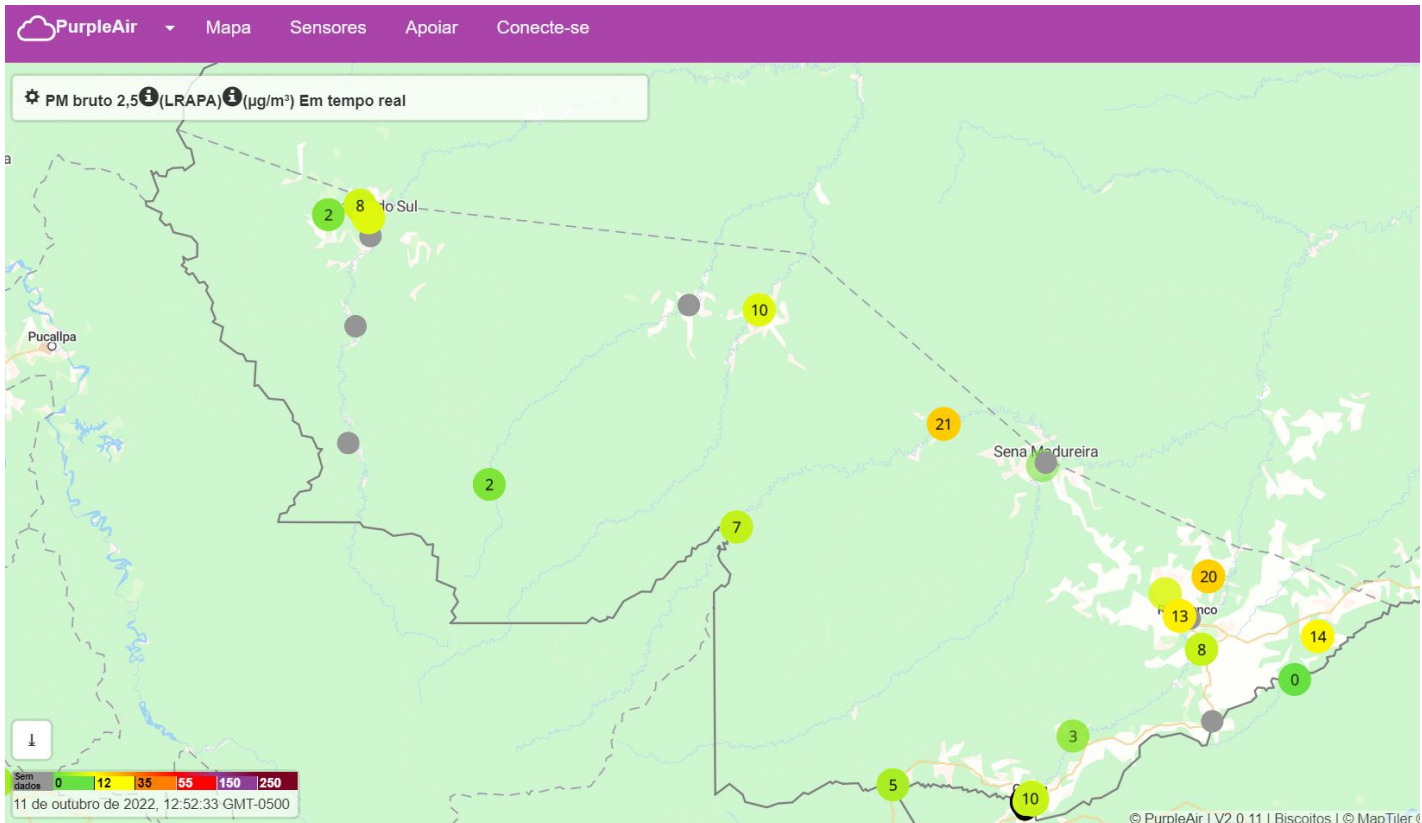 PurpleAir Mapa Sensores Apoiar Conecte-se
PM bruto 2,5 (LRAPA) (µg/m³) Em tempo real
a
2
8
do Sul
Pucallpa
10
21
Sena Madureira
2
7
20
13
nco
14
8
0
3
5
10
Sem dados 0 12 35 55 150 250
11 de outubro de 2022, 12:52:33 GMT-0500
© PurpleAir | V2.0.11 | Biscoitos | © MapTiler ©